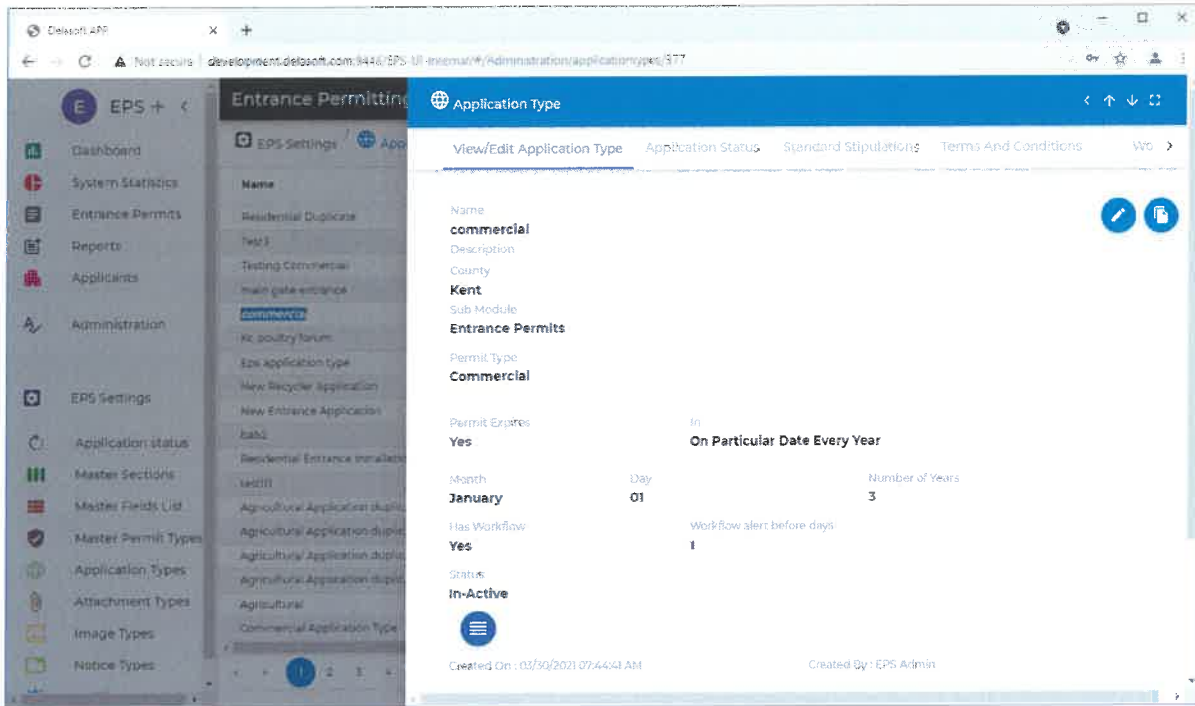 Delasoft APP
Not secure development.delasoft.com:9446/EPS-UI-Internal/#/Administration/applicationtypes/377
E EPS +
Dashboard
System Statistics
Entrance Permits
Reports
Applicants
Administration
EPS Settings
Application status
Master Sections
Master Fields List
Master Permit Types
Application Types
Attachment Types
Image Types
Notice Types
Entrance Permitting
EPS Settings / App
Name
Residential Duplicate
Test3
Testing Commercial
main gate entrance
commercial
Kc poultry forum
Eps application type
New Recycler Application
New Entrance Application
Residential Entrance Installatio
Agricultural Application duplic
Agricultural Application duplic
Agricultural Application duplic
Agricultural Application duplic
Agricultural
Commercial Application Type
1 2 3 4
Application Type
View/Edit Application Type Application Status Standard Stipulations Terms And Conditions Wo
Name
commercial
Description
County
Kent
Sub Module
Entrance Permits
Permit Type
Commercial
Permit Expires In
Yes On Particular Date Every Year
Month Day Number of Years
January 01 3
Has Workflow Workflow alert before days
Yes 1
Status
In-Active
Created On : 03/30/2021 07:44:41 AM Created By : EPS Admin